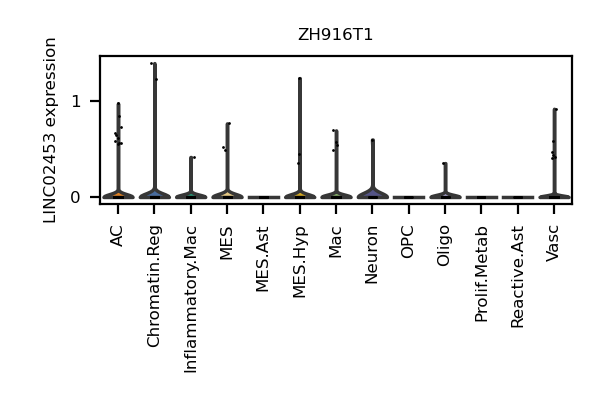 ZH916T1
LINC02453 expression
1
0
AC
Chromatin.Reg
Inflammatory.Mac
MES
MES.Ast
MES.Hyp
Mac
Neuron
OPC
Oligo
Prolif.Metab
Reactive.Ast
Vasc